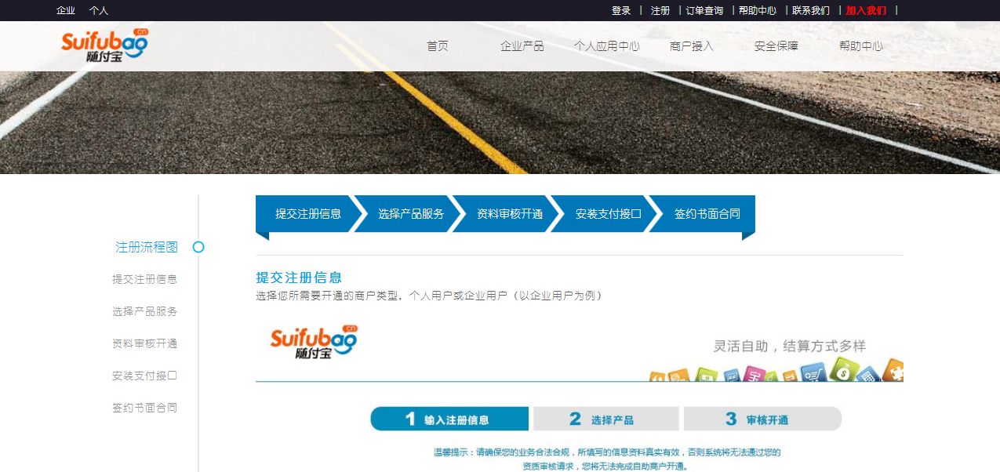 企业 个人
登录 | 注册 | 订单查询 | 帮助中心 | 联系我们 | 加入我们 |
Suifubao cn
随付宝
首页 企业产品 个人应用中心 商户接入 安全保障 帮助中心
提交注册信息 选择产品服务 资料审核开通 安装支付接口 签约书面合同
注册流程图
提交注册信息
选择产品服务
资料审核开通
安装支付接口
签约书面合同
提交注册信息
选择您所需要开通的商户类型，个人用户或企业用户（以企业用户为例）
Suifubao cn
随付宝
灵活自助，结算方式多样
宝
1 输入注册信息 2 选择产品 3 审核开通
温馨提示：请确保您的业务合法合规，所填写的信息资料真实有效，否则系统将无法通过您的
资质审核请求，您将无法完成自助商户开通。